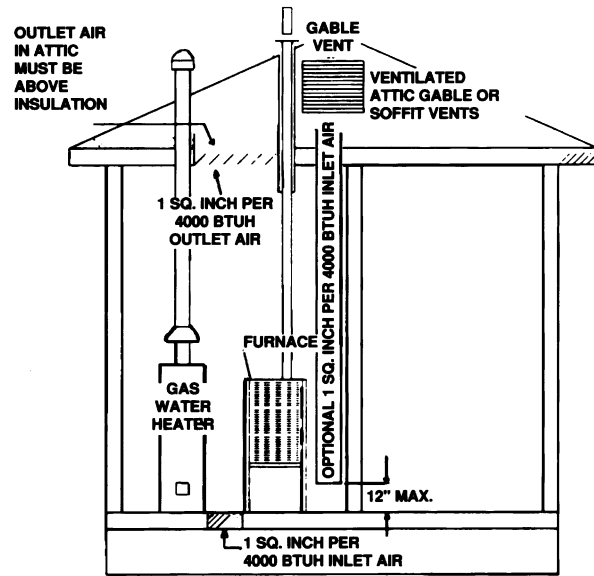 OUTLET AIR
IN ATTIC
MUST BE
ABOVE
INSULATION
GABLE
VENT
VENTILATED
ATTIC GABLE OR
SOFFIT VENTS
1 SQ. INCH PER
4000 BTUH
OUTLET AIR
OPTIONAL 1 SQ. INCH PER 4000 BTUH INLET AIR
FURNACE
GAS
WATER
HEATER
12" MAX.
1 SQ. INCH PER
4000 BTUH INLET AIR